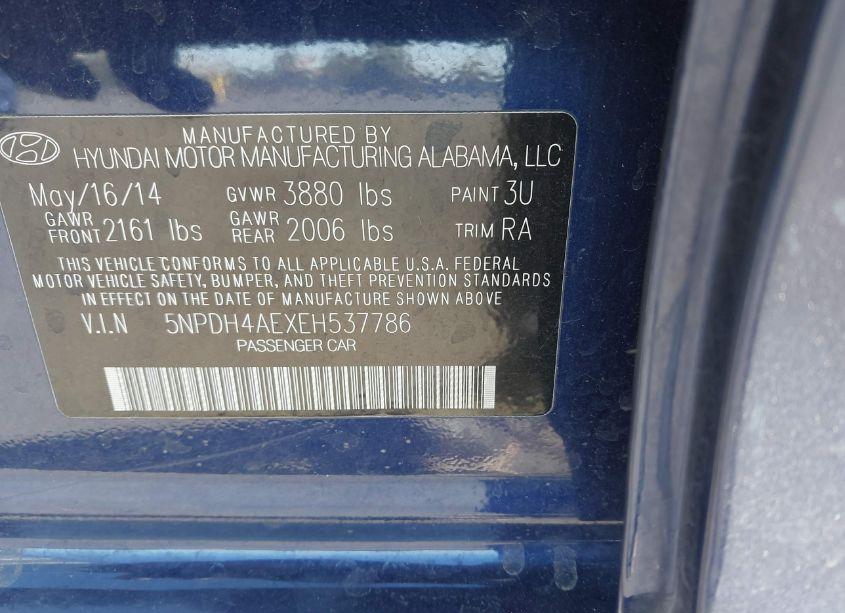 MANUFACTURED BY
HYUNDAI MOTOR MANUFACTURING ALABAMA, LLC
May/16/14 GVWR 3880 lbs PAINT 3U
GAWR FRONT 2161 lbs GAWR REAR 2006 lbs TRIM RA
THIS VEHICLE CONFORMS TO ALL APPLICABLE U.S.A. FEDERAL
MOTOR VEHICLE SAFETY, BUMPER, AND THEFT PREVENTION STANDARDS
IN EFFECT ON THE DATE OF MANUFACTURE SHOWN ABOVE.
V.I.N 5NPDH4AEXEH537786
PASSENGER CAR